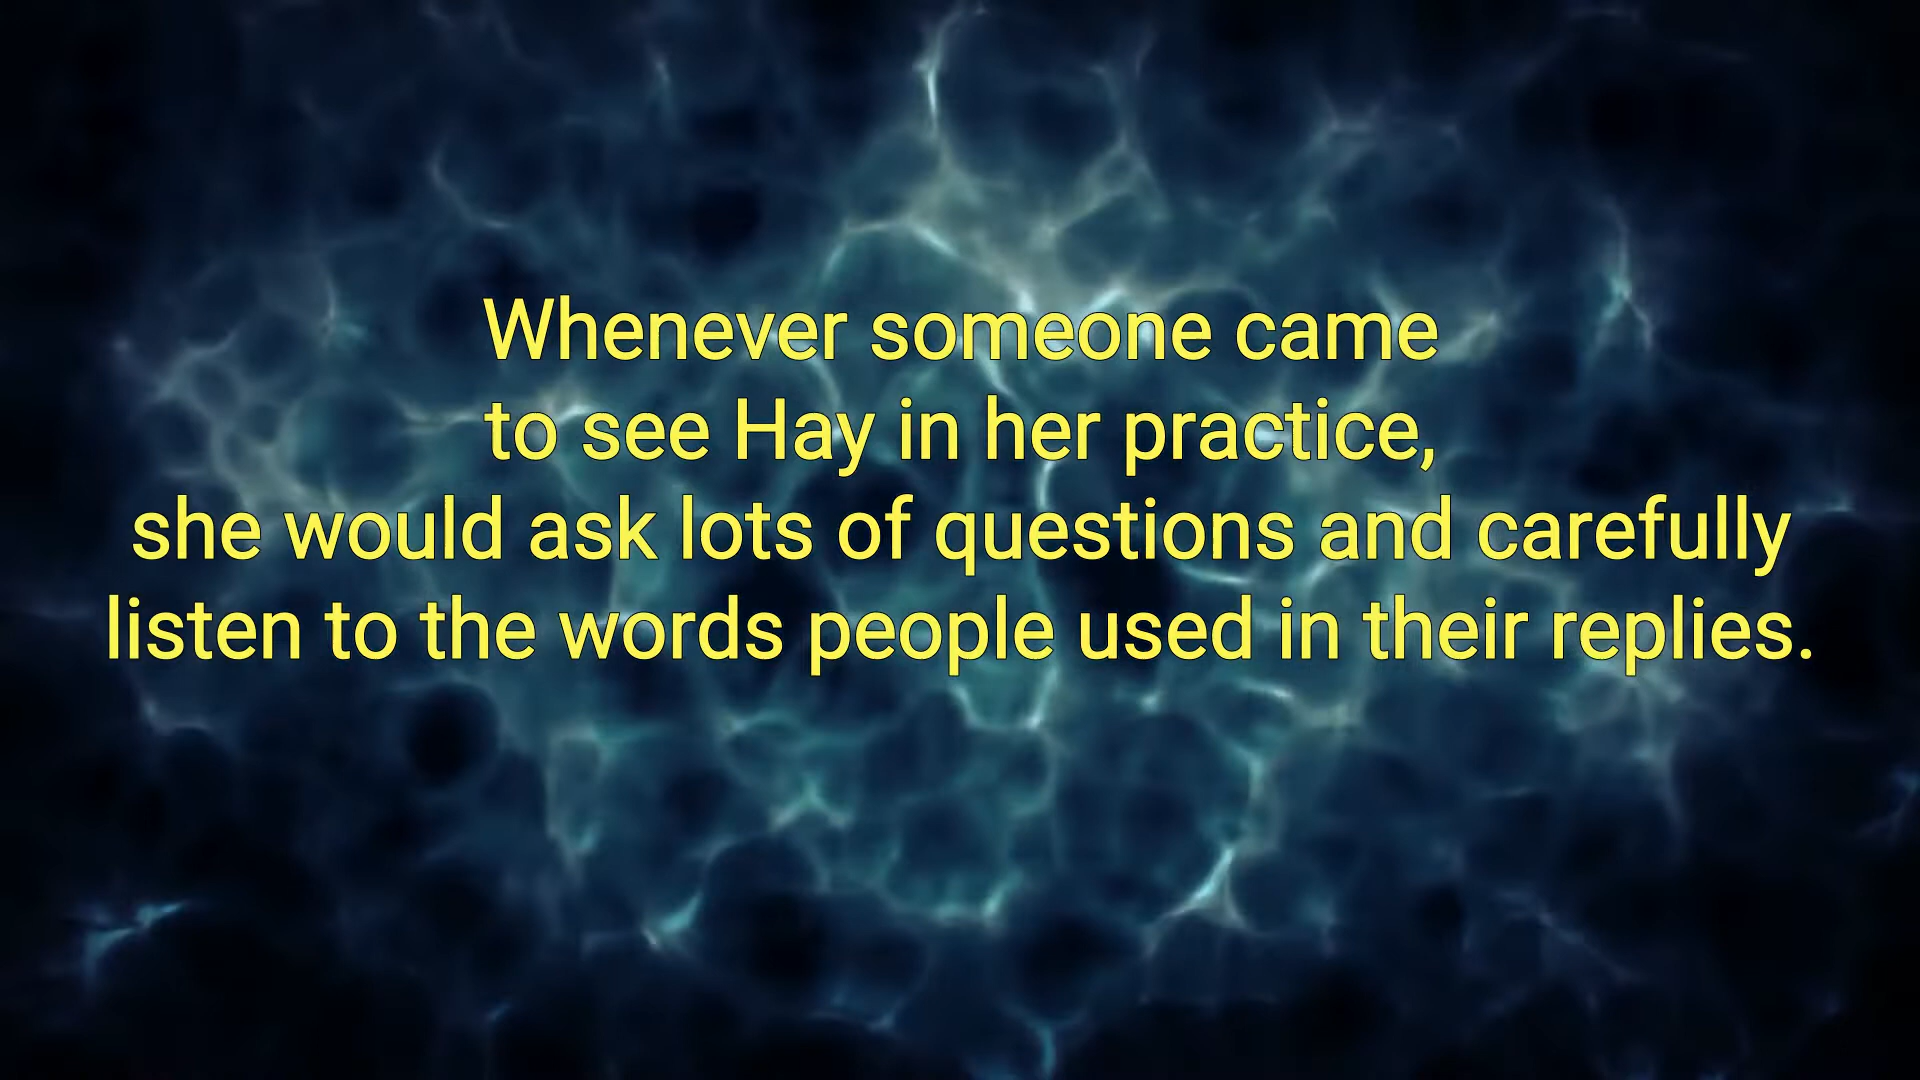 Whenever someone came
to see Hay in her practice,
she would ask lots of questions and carefully
listen to the words people used in their replies.